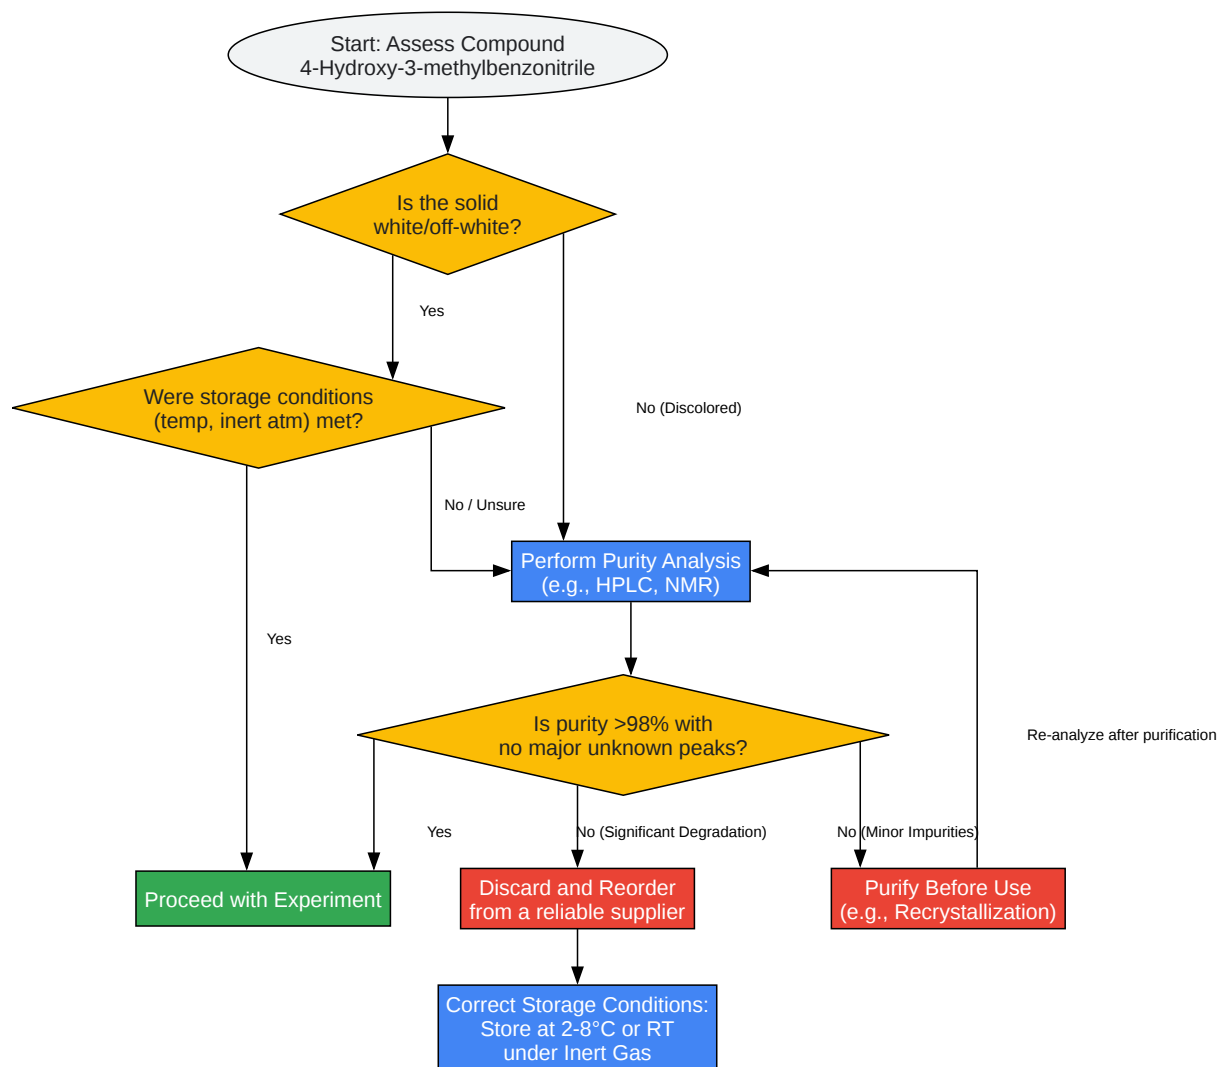 Start: Assess Compound
4-Hydroxy-3-methylbenzonitrile
Is the solid
white/off-white?
Yes
Were storage conditions
(temp, inert atm) met?
No (Discolored)
No / Unsure
Perform Purity Analysis
(e.g., HPLC, NMR)
Yes
Is purity >98% with
no major unknown peaks?
Re-analyze after purification
Yes
No (Significant Degradation)
No (Minor Impurities)
Proceed with Experiment
Discard and Reorder
from a reliable supplier
Purify Before Use
(e.g., Recrystallization)
Correct Storage Conditions:
Store at 2-8°C or RT
under Inert Gas